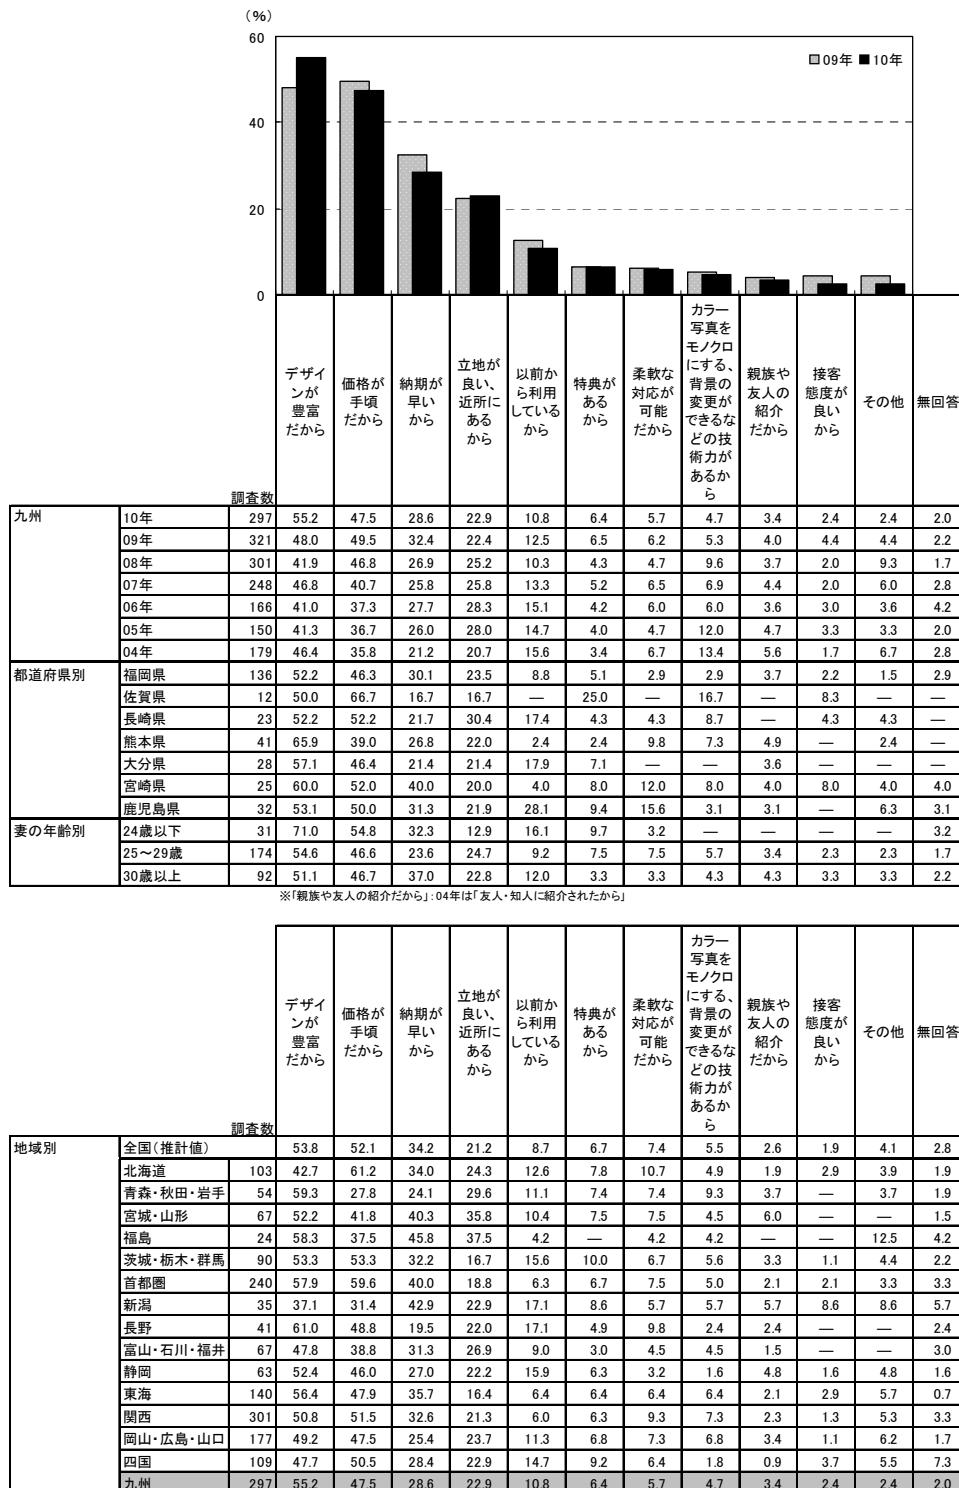 (%)
60
40
20
0
09年 10年
デザインが豊富だから 価格が手頃だから 納期が早いから 立地が良い、近所にあるから 以前から利用しているから 特典があるから 柔軟な対応が可能だから カラー写真をモノクロにする、背景の変更ができるなどの技術力があるから 親族や友人の紹介だから 接客態度が良いから その他 無回答
調査数
九州 10年 297 55.2 47.5 28.6 22.9 10.8 6.4 5.7 4.7 3.4 2.4 2.4 2.0
09年 321 48.0 49.5 32.4 22.4 12.5 6.5 6.2 5.3 4.0 4.4 4.4 2.2
08年 301 41.9 46.8 26.9 25.2 10.3 4.3 4.7 9.6 3.7 2.0 9.3 1.7
07年 248 46.8 40.7 25.8 25.8 13.3 5.2 6.5 6.9 4.4 2.0 6.0 2.8
06年 166 41.0 37.3 27.7 28.3 15.1 4.2 6.0 6.0 3.6 3.0 3.6 4.2
05年 150 41.3 36.7 26.0 28.0 14.7 4.0 4.7 12.0 4.7 3.3 3.3 2.0
04年 179 46.4 35.8 21.2 20.7 15.6 3.4 6.7 13.4 5.6 1.7 6.7 2.8
都道府県別 福岡県 136 52.2 46.3 30.1 23.5 8.8 5.1 2.9 2.9 3.7 2.2 1.5 2.9
佐賀県 12 50.0 66.7 16.7 16.7 ― 25.0 ― 16.7 ― 8.3 ― ―
長崎県 23 52.2 52.2 21.7 30.4 17.4 4.3 4.3 8.7 ― 4.3 4.3 ―
熊本県 41 65.9 39.0 26.8 22.0 2.4 2.4 9.8 7.3 4.9 ― 2.4 ―
大分県 28 57.1 46.4 21.4 21.4 17.9 7.1 ― ― 3.6 ― ― ―
宮崎県 25 60.0 52.0 40.0 20.0 4.0 8.0 12.0 8.0 4.0 8.0 4.0 4.0
鹿児島県 32 53.1 50.0 31.3 21.9 28.1 9.4 15.6 3.1 3.1 ― 6.3 3.1
妻の年齢別 24歳以下 31 71.0 54.8 32.3 12.9 16.1 9.7 3.2 ― ― ― ― 3.2
25～29歳 174 54.6 46.6 23.6 24.7 9.2 7.5 7.5 5.7 3.4 2.3 2.3 1.7
30歳以上 92 51.1 46.7 37.0 22.8 12.0 3.3 3.3 4.3 4.3 3.3 3.3 2.2
※「親族や友人の紹介だから」:04年は「友人・知人に紹介されたから」
デザインが豊富だから 価格が手頃だから 納期が早いから 立地が良い、近所にあるから 以前から利用しているから 特典があるから 柔軟な対応が可能だから カラー写真をモノクロにする、背景の変更ができるなどの技術力があるから 親族や友人の紹介だから 接客態度が良いから その他 無回答
調査数
地域別 全国(推計値) 53.8 52.1 34.2 21.2 8.7 6.7 7.4 5.5 2.6 1.9 4.1 2.8
北海道 103 42.7 61.2 34.0 24.3 12.6 7.8 10.7 4.9 1.9 2.9 3.9 1.9
青森・秋田・岩手 54 59.3 27.8 24.1 29.6 11.1 7.4 7.4 9.3 3.7 ― 3.7 1.9
宮城・山形 67 52.2 41.8 40.3 35.8 10.4 7.5 7.5 4.5 6.0 ― ― 1.5
福島 24 58.3 37.5 45.8 37.5 4.2 ― 4.2 4.2 ― ― 12.5 4.2
茨城・栃木・群馬 90 53.3 53.3 32.2 16.7 15.6 10.0 6.7 5.6 3.3 1.1 4.4 2.2
首都圏 240 57.9 59.6 40.0 18.8 6.3 6.7 7.5 5.0 2.1 2.1 3.3 3.3
新潟 35 37.1 31.4 42.9 22.9 17.1 8.6 5.7 5.7 5.7 8.6 8.6 5.7
長野 41 61.0 48.8 19.5 22.0 17.1 4.9 9.8 2.4 2.4 ― ― 2.4
富山・石川・福井 67 47.8 38.8 31.3 26.9 9.0 3.0 4.5 4.5 1.5 ― ― 3.0
静岡 63 52.4 46.0 27.0 22.2 15.9 6.3 3.2 1.6 4.8 1.6 4.8 1.6
東海 140 56.4 47.9 35.7 16.4 6.4 6.4 6.4 6.4 2.1 2.9 5.7 0.7
関西 301 50.8 51.5 32.6 21.3 6.0 6.3 9.3 7.3 2.3 1.3 5.3 3.3
岡山・広島・山口 177 49.2 47.5 25.4 23.7 11.3 6.8 7.3 6.8 3.4 1.1 6.2 1.7
四国 109 47.7 50.5 28.4 22.9 14.7 9.2 6.4 1.8 0.9 3.7 5.5 7.3
九州 297 55.2 47.5 28.6 22.9 10.8 6.4 5.7 4.7 3.4 2.4 2.4 2.0